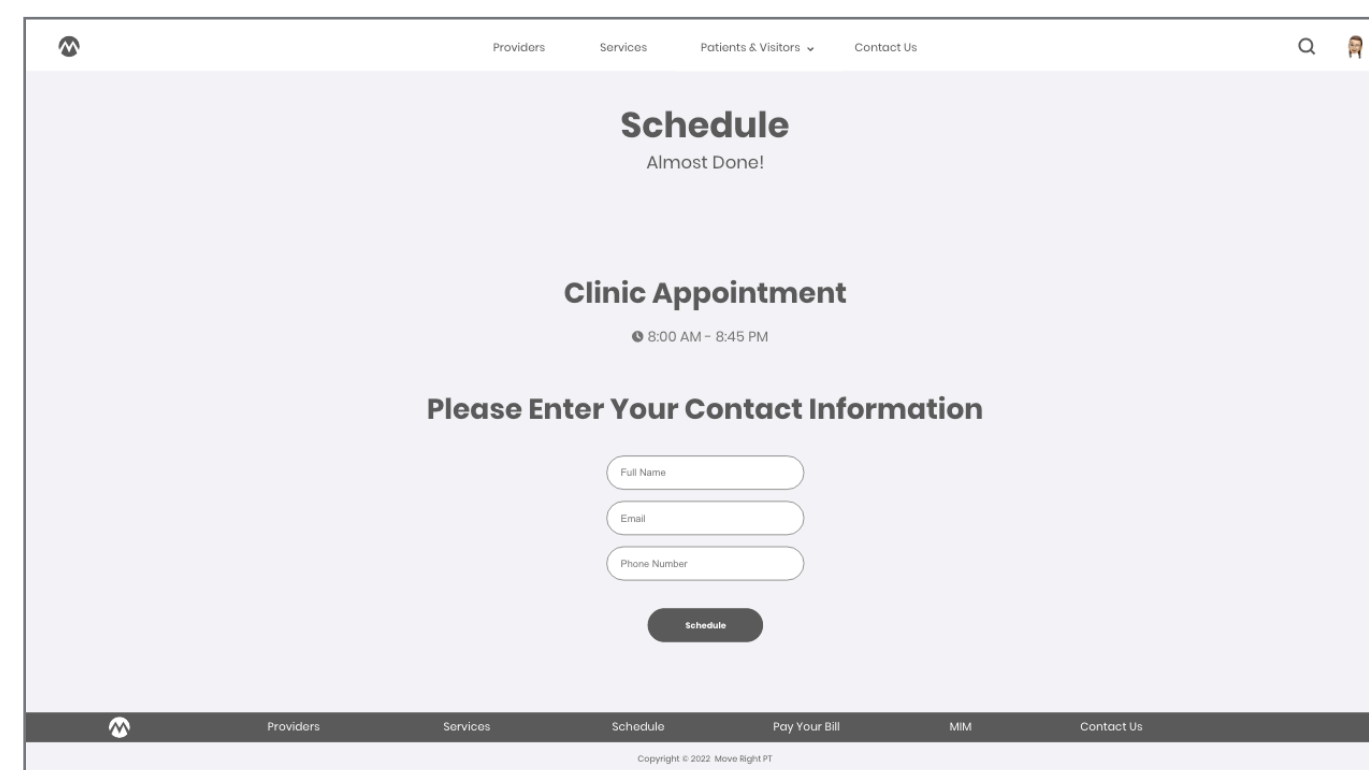 Providers Services Patients & Visitors Contact Us
Schedule
Almost Done!
Clinic Appointment
8:00 AM - 8:45 PM
Please Enter Your Contact Information
Full Name
Email
Phone Number
Schedule
Providers Services Schedule Pay Your Bill MIM Contact Us
Copyright © 2022 Move Right PT